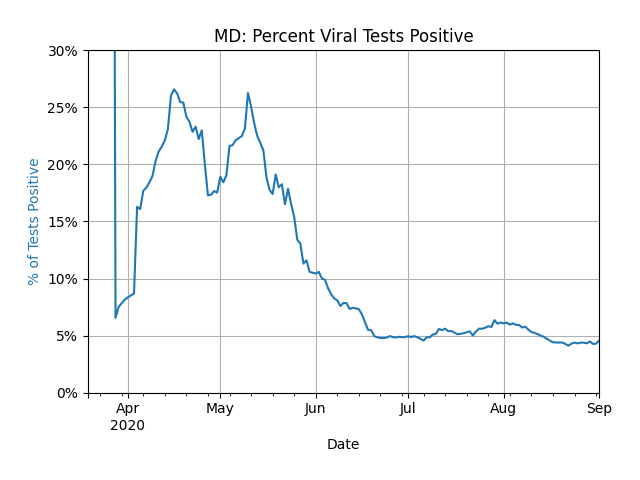 MD: Percent Viral Tests Positive
30%
25%
20%
15%
10%
5%
0%
% of Tests Positive
Apr
2020
May
Jun
Jul
Aug
Sep
Date